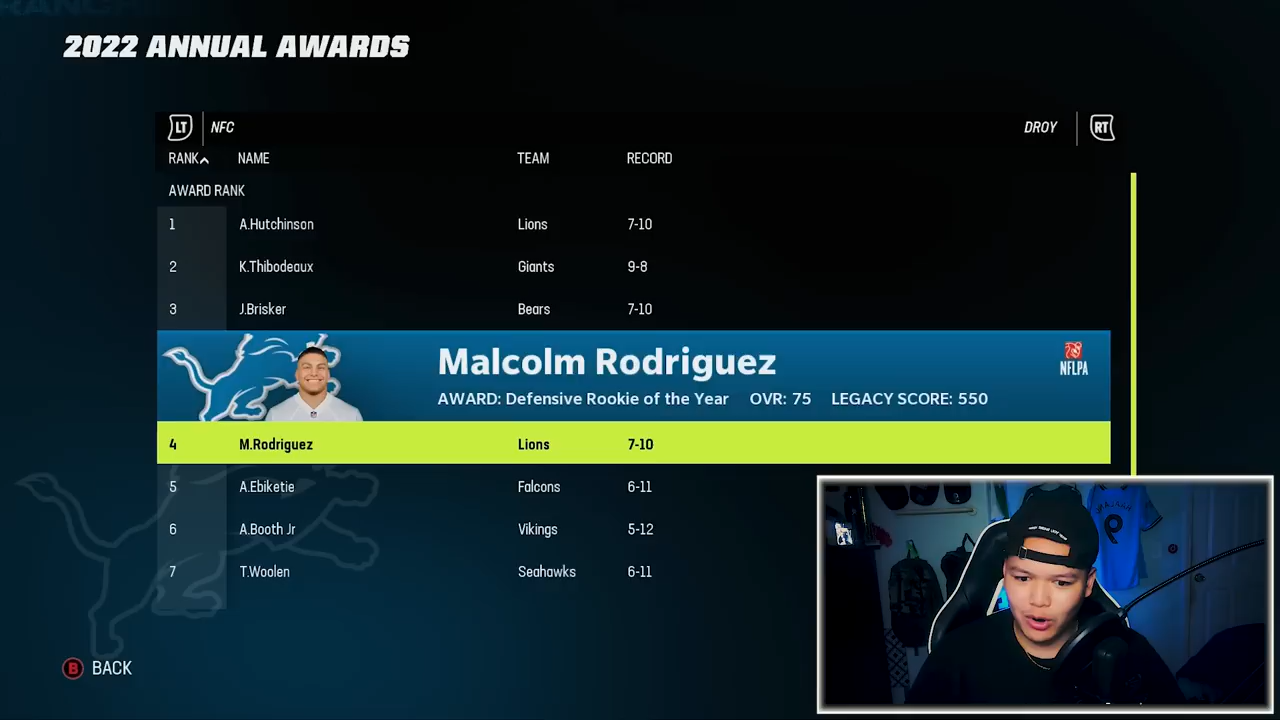 2022 ANNUAL AWARDS
LT NFC DROY RT
RANK NAME TEAM RECORD
AWARD RANK
1 A.Hutchinson Lions 7-10
2 K.Thibodeaux Giants 9-8
3 J.Brisker Bears 7-10
Malcolm Rodriguez
NFLPA
AWARD: Defensive Rookie of the Year OVR: 75 LEGACY SCORE: 550
4 M.Rodriguez Lions 7-10
5 A.Ebiketie Falcons 6-11
6 A.Booth Jr Vikings 5-12
7 T.Woolen Seahawks 6-11
9
B BACK